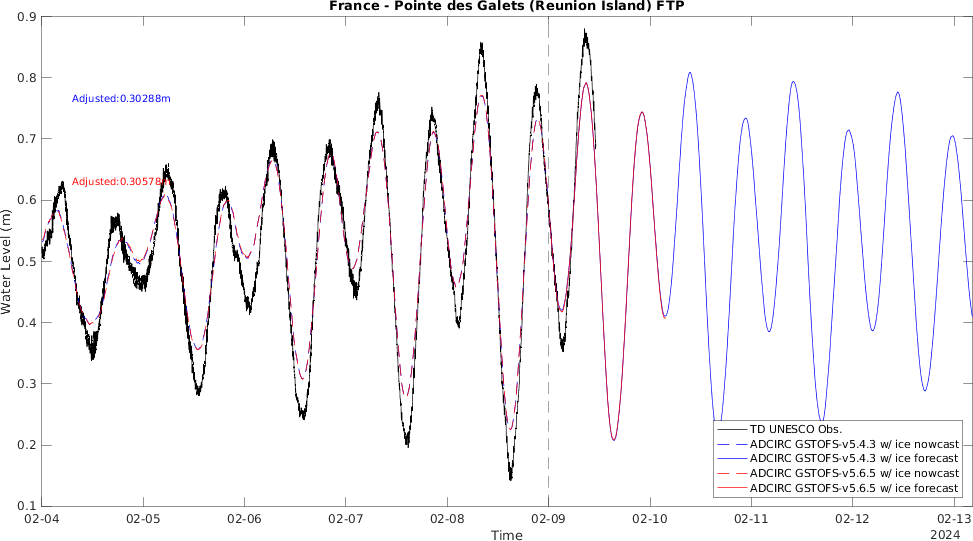 France - Pointe des Galets (Reunion Island) FTP
0.9
0.8
0.7
0.6
0.5
0.4
0.3
0.2
0.1
Water Level (m)
Adjusted:0.30288m
Adjusted:0.30578m
TD UNESCO Obs.
ADCIRC GSTOFS-v5.4.3 w/ ice nowcast
ADCIRC GSTOFS-v5.4.3 w/ ice forecast
ADCIRC GSTOFS-v5.6.5 w/ ice nowcast
ADCIRC GSTOFS-v5.6.5 w/ ice forecast
02-04 02-05 02-06 02-07 02-08 02-09 02-10 02-11 02-12 02-13
Time
2024